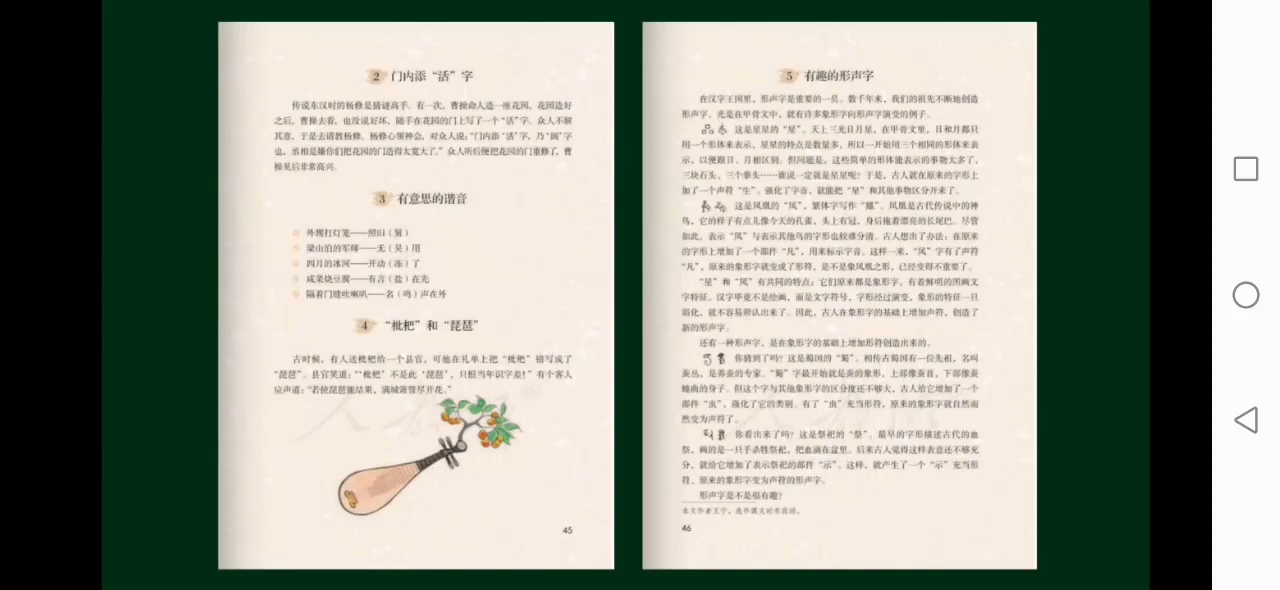 2 门内添“活”字
传说东汉时的杨修是猜谜高手。有一次，曹操命人造一座花园，花园造好
之后，曹操去看，也没说好坏，随手在花园的门上写了一个“活”字。众人不解
其意，于是去请教杨修。杨修心领神会，对众人说：“门内添‘活’字，乃‘阔’字
也，丞相是嫌你们把花园的门造得太宽大了。”众人听后便把花园的门重修了，曹
操见后非常高兴。
3 有意思的谐音
外甥打灯笼——照旧（舅）
梁山泊的军师——无（吴）用
四月的冰河——开动（冻）了
咸菜烧豆腐——有言（盐）在先
隔着门缝吹喇叭——名（鸣）声在外
4 “枇杷”和“琵琶”
古时候，有人送枇杷给一个县官，可他在礼单上把“枇杷”错写成了
“琵琶”。县官笑道：“‘枇杷’不是此‘琵琶’，只恨当年识字差！”有个客人
应声道：“若使琵琶能结果，满城箫管尽开花。”
45
5 有趣的形声字
在汉字王国里，形声字是重要的一员。数千年来，我们的祖先不断地创造
形声字。光是在甲骨文中，就有许多象形字向形声字演变的例子。
这是星星的“星”。天上三光日月星，在甲骨文里，日和月都只
用一个形体来表示，星星的特点是数量多，所以一开始用三个相同的形体来表
示，以便跟日、月相区别。但问题是，这些简单的形体能表示的事物太多了，
三块石头、三个拳头……谁说一定就是星星呢？于是，古人就在原来的字形上
加了一个声符“生”。强化了字音，就能把“星”和其他事物区分开来了。
这是凤凰的“凤”，繁体字写作“鳳”。凤凰是古代传说中的神
鸟，它的样子有点儿像今天的孔雀，头上有冠，身后拖着漂亮的长尾巴。尽管
如此，表示“凤”与表示其他鸟的字形也较难分清。古人想出了办法：在原来
的字形上增加了一个部件“凡”，用来标示字音。这样一来，“凤”字有了声符
“凡”，原来的象形字就变成了形符，是不是象凤凰之形，已经变得不重要了。
“星”和“凤”有共同的特点：它们原来都是象形字，有着鲜明的图画文
字特征。汉字毕竟不是绘画，而是文字符号，字形经过演变，象形的特征一旦
弱化，就不容易辨认出来了。因此，古人在象形字的基础上增加声符，创造了
新的形声字。
还有一种形声字，是在象形字的基础上增加形符创造出来的。
你猜到了吗？这是蜀国的“蜀”。相传古蜀国有一位先祖，名叫
蚕丛，是养蚕的专家。“蜀”字最开始就是蚕的象形，上部像蚕首，下部像蚕
蜷曲的身子。但这个字与其他象形字的区分度还不够大，古人给它增加了一个
部件“虫”，强化了它的类别。有了“虫”充当形符，原来的象形字就自然而
然变为声符了。
你看出来了吗？这是祭祀的“祭”。最早的字形描述古代的血
祭，画的是一只手杀牲祭祀，把血滴在盆里。后来古人觉得这样表意还不够充
分，就给它增加了表示祭祀的部件“示”。这样，就产生了一个“示”充当形
符、原来的象形字变为声符的形声字。
形声字是不是很有趣？
本文作者王宁，选作课文时有改动。
46